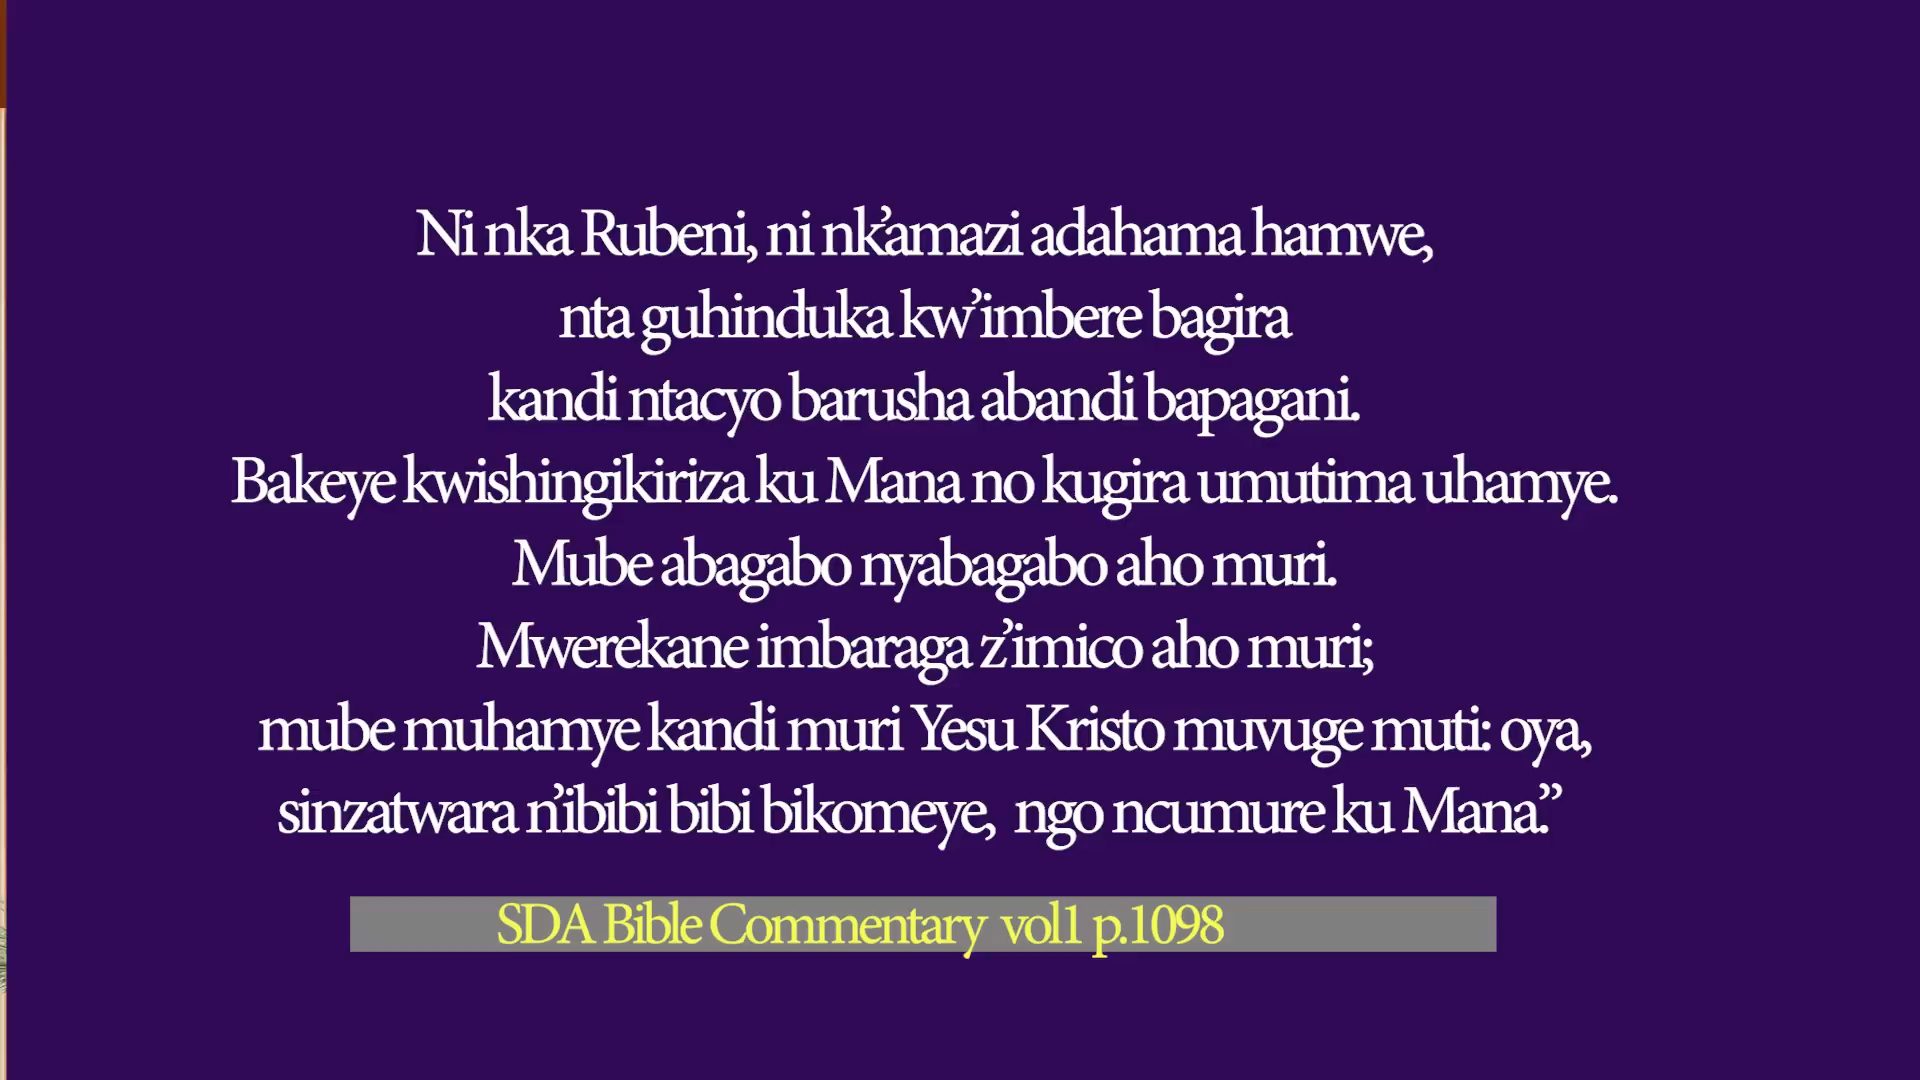 Ni nka Rubeni, ni nk’amazi adahama hamwe,
nta guhinduka kw’imbere bagira
kandi ntacyo barusha abandi bapagani.
Bakeye kwishingikiriza ku Mana no kugira umutima uhamye.
Mube abagabo nyabagabo aho muri.
Mwerekane imbaraga z’imico aho muri;
mube muhamye kandi muri Yesu Kristo muvuge muti: oya,
sinzatwara n’ibibi bibi bikomeye, ngo ncumure ku Mana.”
SDA Bible Commentary vol1 p.1098